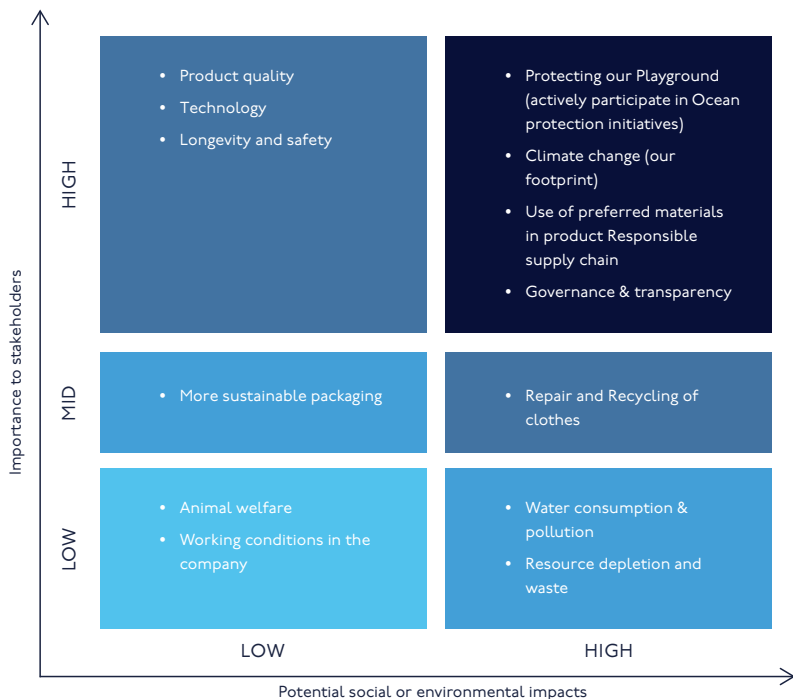 Importance to stakeholders
HIGH
• Product quality
• Technology
• Longevity and safety
• Protecting our Playground
(actively participate in Ocean
protection initiatives)
• Climate change (our
footprint)
• Use of preferred materials
in product Responsible
supply chain
• Governance & transparency
MID
• More sustainable packaging
• Repair and Recycling of
clothes
LOW
• Animal welfare
• Working conditions in the
company
• Water consumption &
pollution
• Resource depletion and
waste
LOW
HIGH
Potential social or environmental impacts